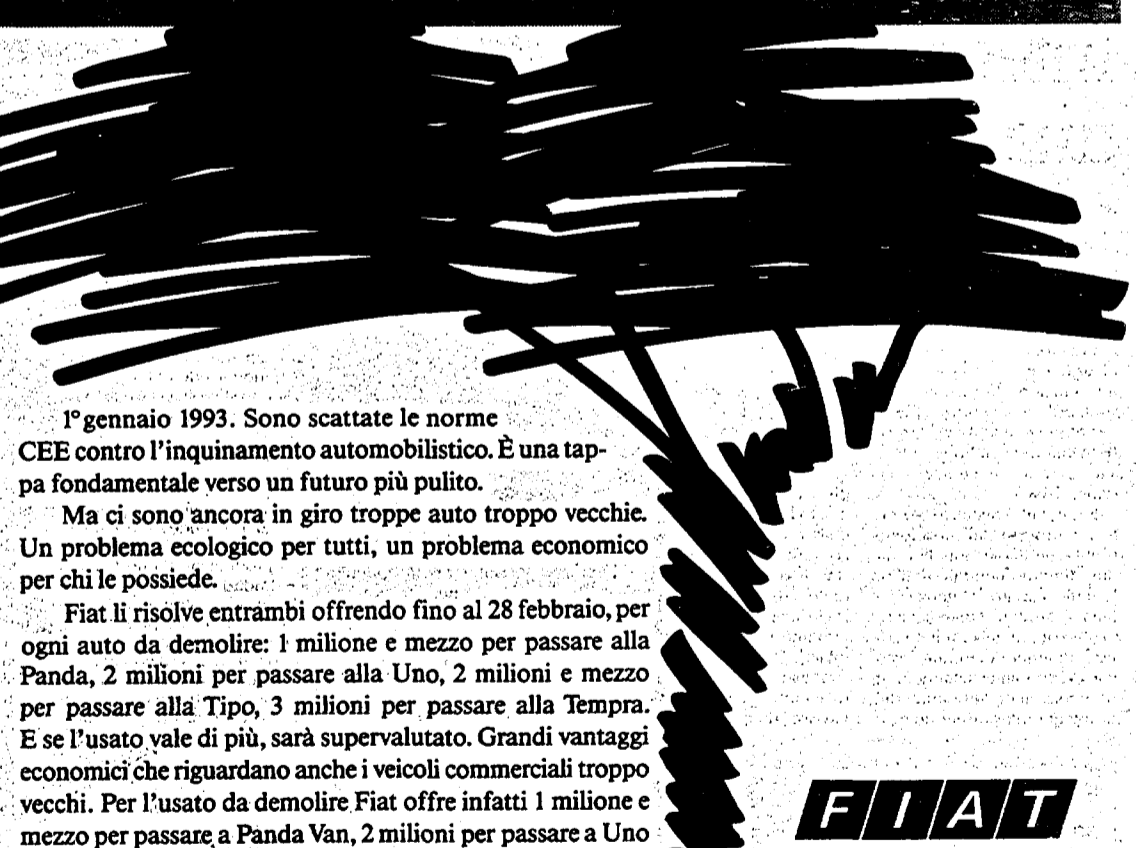 1° gennaio 1993. Sono scattate le norme
CEE contro l'inquinamento automobilistico. È una tap-
pa fondamentale verso un futuro più pulito.
Ma ci sono ancora in giro troppe auto troppo vecchie.
Un problema ecologico per tutti, un problema economico
per chi le possiede.
Fiat li risolve entrambi offrendo fino al 28 febbraio, per
ogni auto da demolire: 1 milione e mezzo per passare alla
Panda, 2 milioni per passare alla Uno, 2 milioni e mezzo
per passare alla Tipo, 3 milioni per passare alla Tempra.
E se l'usato vale di più, sarà supervalutato. Grandi vantaggi
economici che riguardano anche i veicoli commerciali troppo
vecchi. Per l'usato da demolire Fiat offre infatti 1 milione e
mezzo per passare a Panda Van, 2 milioni per passare a Uno
FIAT